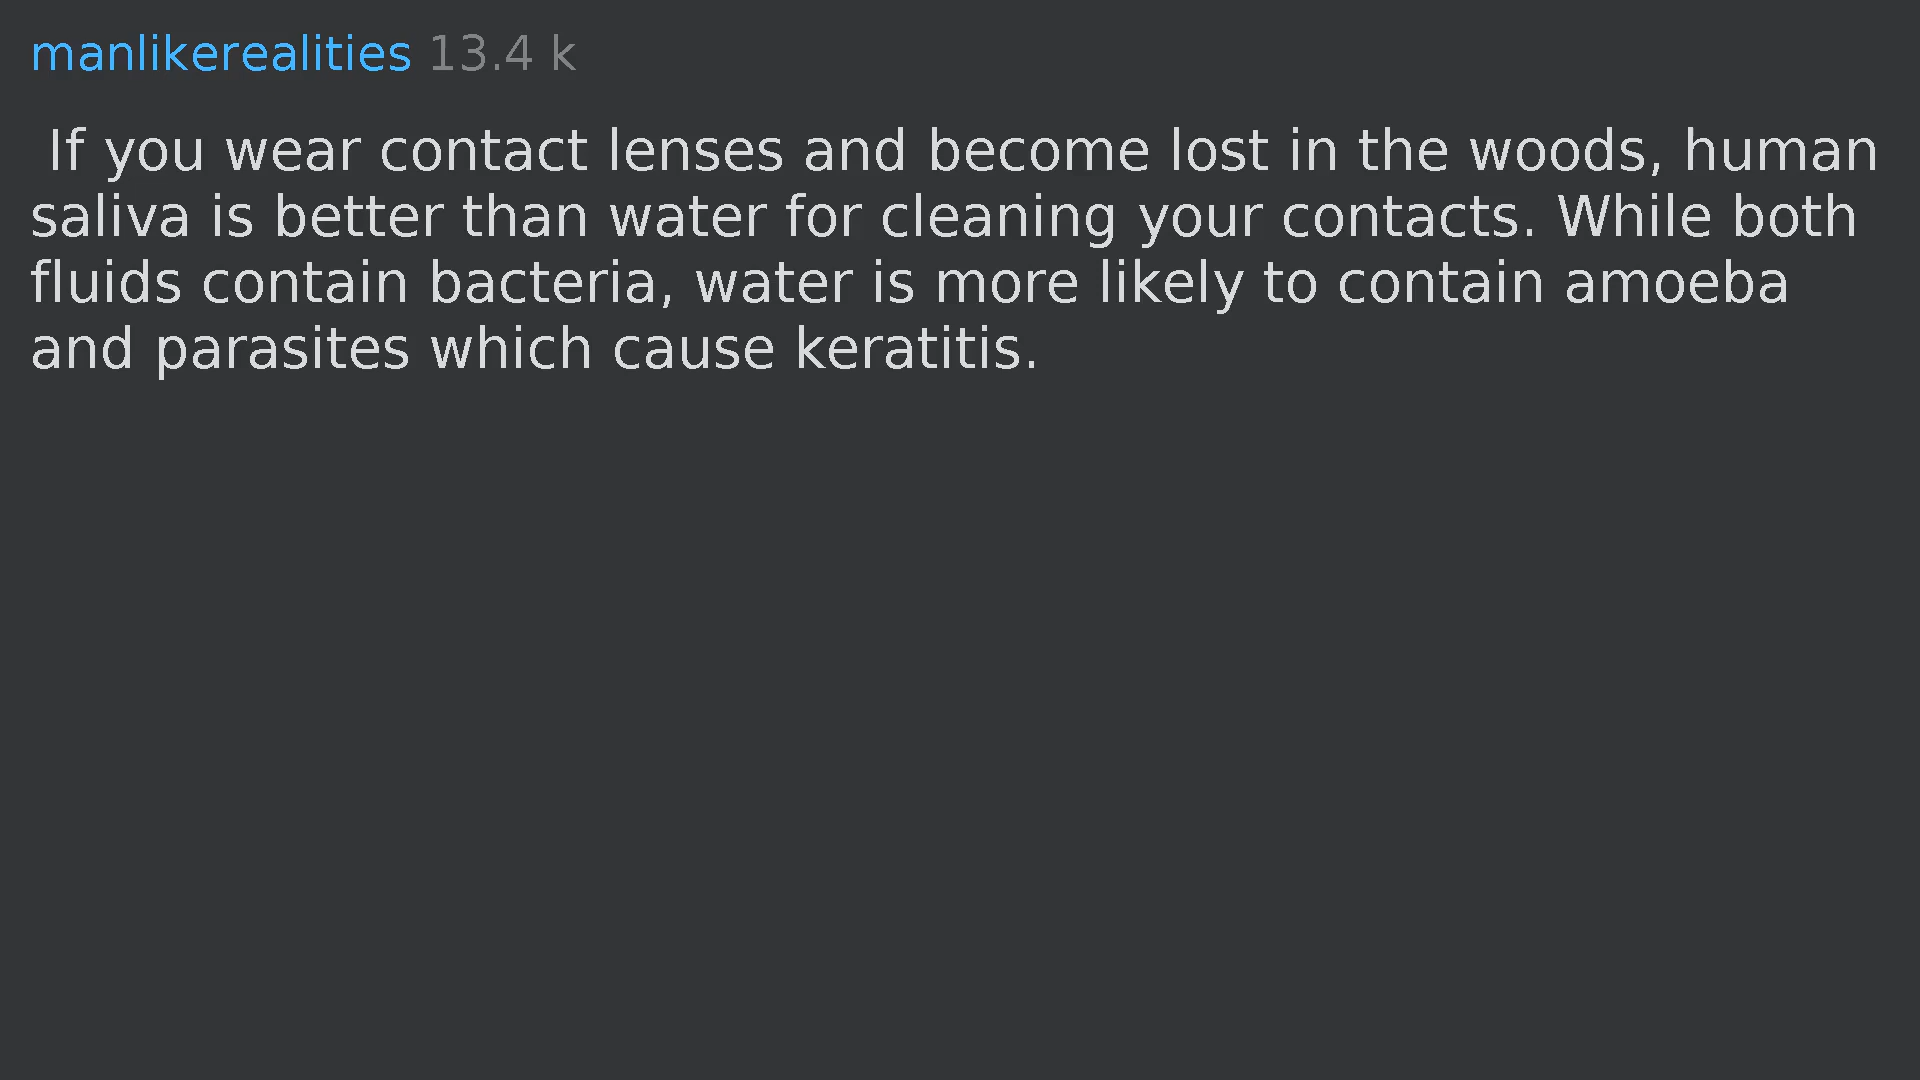 manlikerealities 13.4 k
If you wear contact lenses and become lost in the woods, human
saliva is better than water for cleaning your contacts. While both
fluids contain bacteria, water is more likely to contain amoeba
and parasites which cause keratitis.